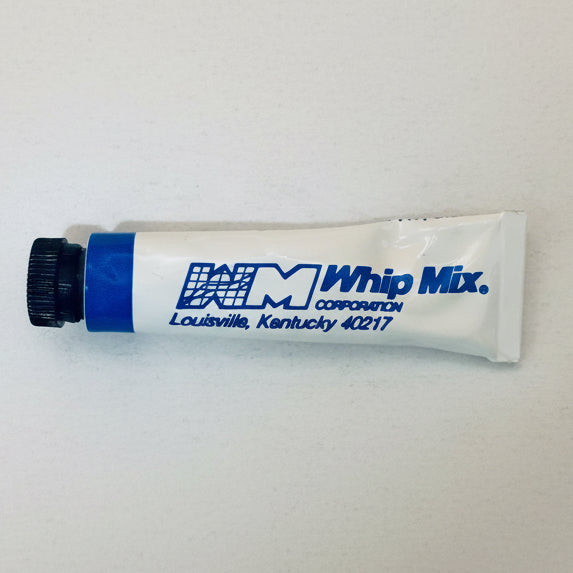 WM Whip Mix®
CORPORATION
Louisville, Kentucky 40217